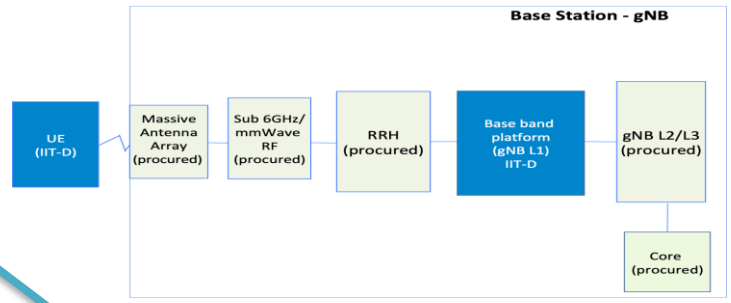 Base Station - gNB
UE
(IIT-D)
Massive
Antenna
Array
(procured)
Sub 6GHz/
mmWave
RF
(procured)
RRH
(procured)
Base band
platform
(gNB L1)
IIT-D
gNB L2/L3
(procured)
Core
(procured)